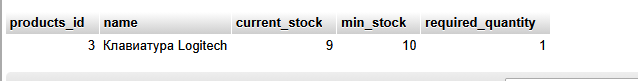 products_id name current_stock min_stock required_quantity
3 Клавиатура Logitech 9 10 1